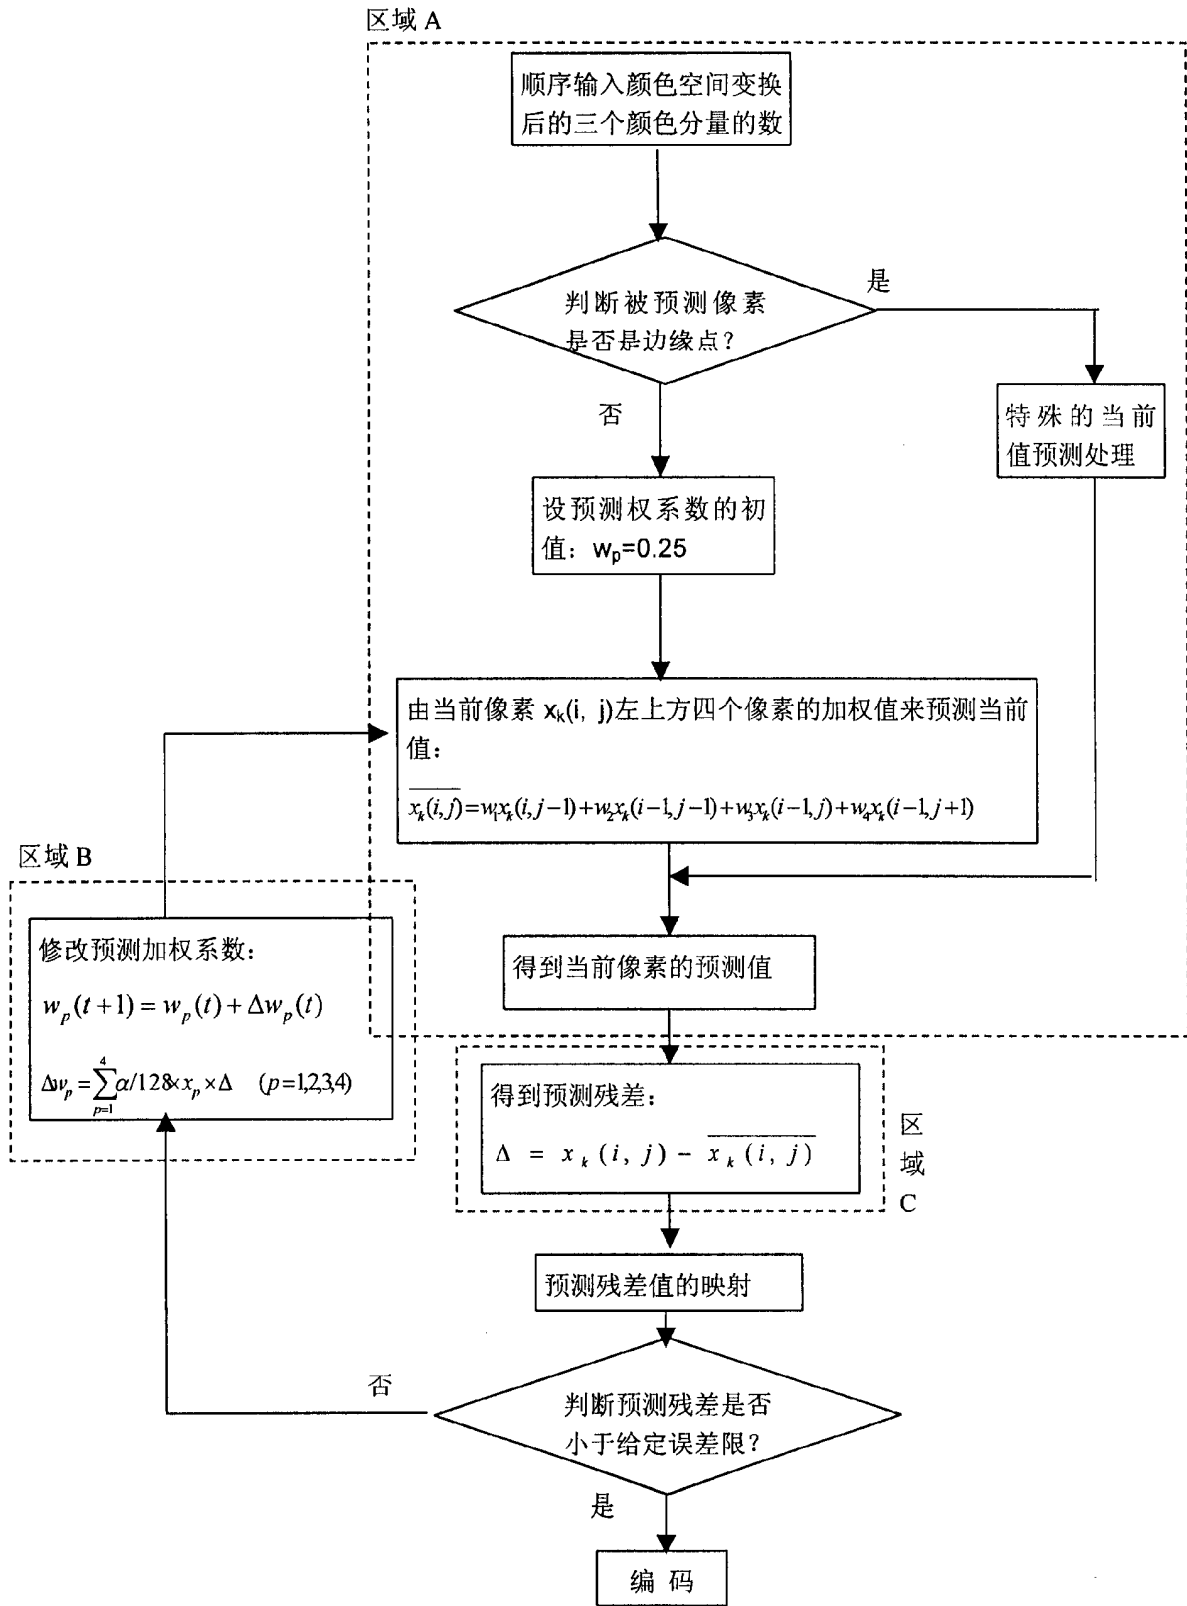 区域 A
顺序输入颜色空间变换
后的三个颜色分量的数
判断被预测像素
是否是边缘点?
是
否
特殊的当前
值预测处理
设预测权系数的初
值: wₚ=0.25
由当前像素 xₖ(i, j)左上方四个像素的加权值来预测当前
值:
\overline{xₖ(i,j)}=w₁xₖ(i,j−1)+w₂xₖ(i−1,j−1)+w₃xₖ(i−1,j)+w₄xₖ(i−1,j+1)
得到当前像素的预测值
区域 B
修改预测加权系数:
wₚ(t+1)=wₚ(t)+Δwₚ(t)
Δwₚ=∑_{p=1}^{4}α/128×xₚ×Δ (p=1,2,3,4)
得到预测残差:
Δ = xₖ(i, j)− \overline{xₖ(i, j)}
区
域
C
预测残差值的映射
判断预测残差是否
小于给定误差限?
否
是
编 码